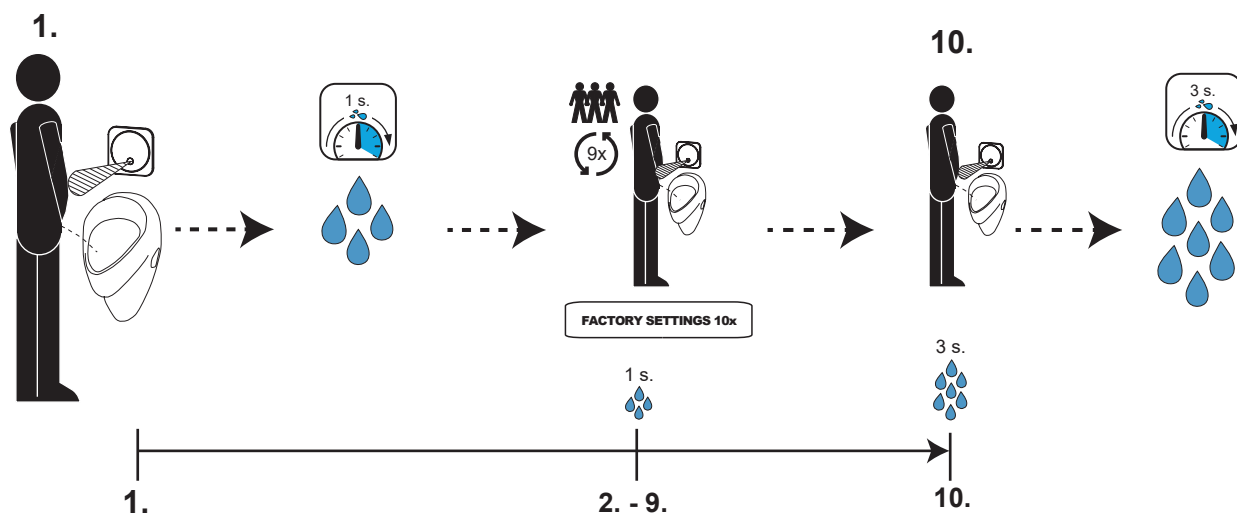 1.
10.
1 s.
3 s.
9x
FACTORY SETTINGS 10x
1 s.
3 s.
1.
2. - 9.
10.